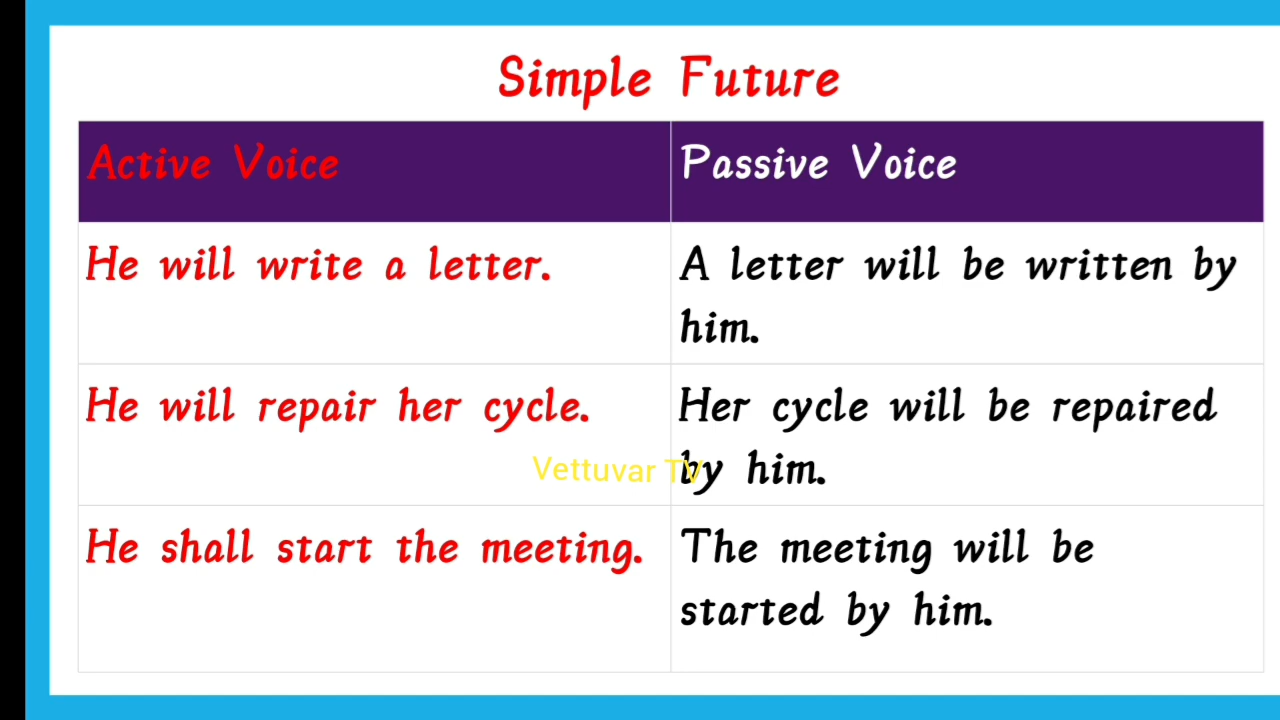 Simple Future
Active Voice
Passive Voice
He will write a letter.
A letter will be written by
him.
He will repair her cycle.
Her cycle will be repaired
by him.
Vettuvar TV
He shall start the meeting.
The meeting will be
started by him.